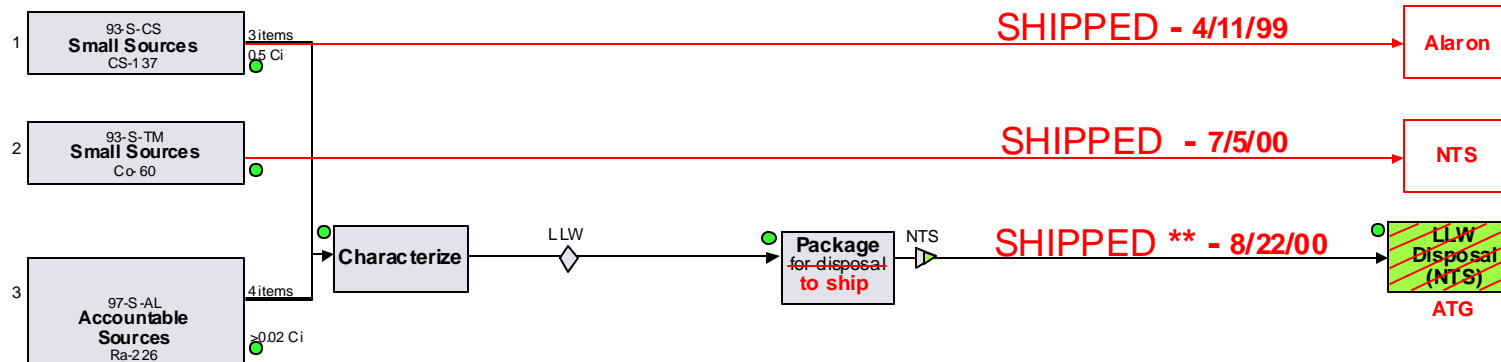 1
93-S-CS
Small Sources
CS-137
3 items
0.5 Ci
SHIPPED - 4/11/99
Alaron
2
93-S-TM
Small Sources
Co-60
SHIPPED - 7/5/00
NTS
3
97-S-AL
Accountable
Sources
Ra-226
4 items
>0.02 Ci
Characterize
LLW
Package
for disposal
to ship
NTS
SHIPPED ** - 8/22/00
LLW
Disposal
(NTS)
ATG